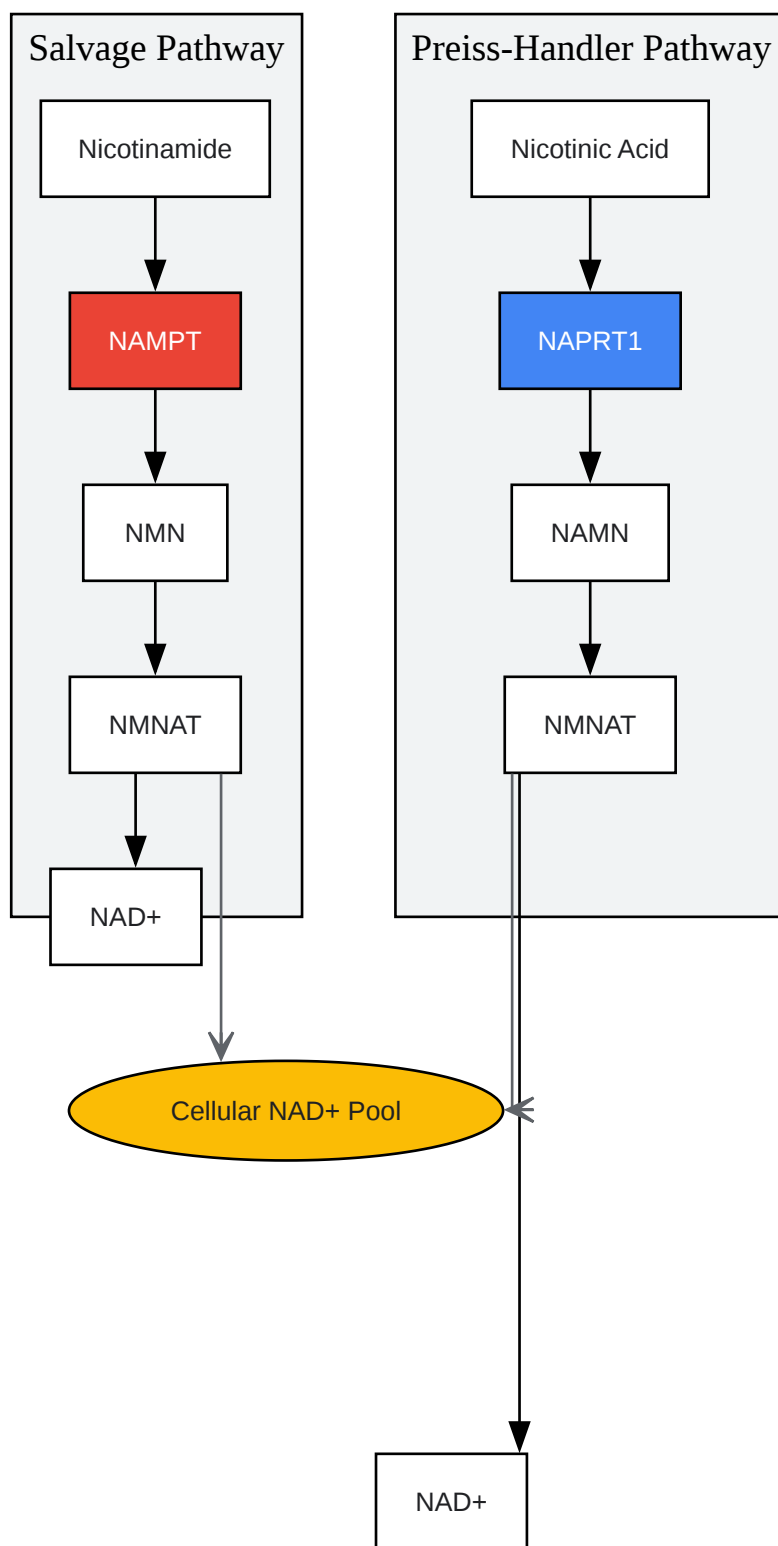 Salvage Pathway
Nicotinamide
NAMPT
NMN
NMNAT
NAD+
Preiss-Handler Pathway
Nicotinic Acid
NAPRT1
NAMN
NMNAT
Cellular NAD+ Pool
NAD+